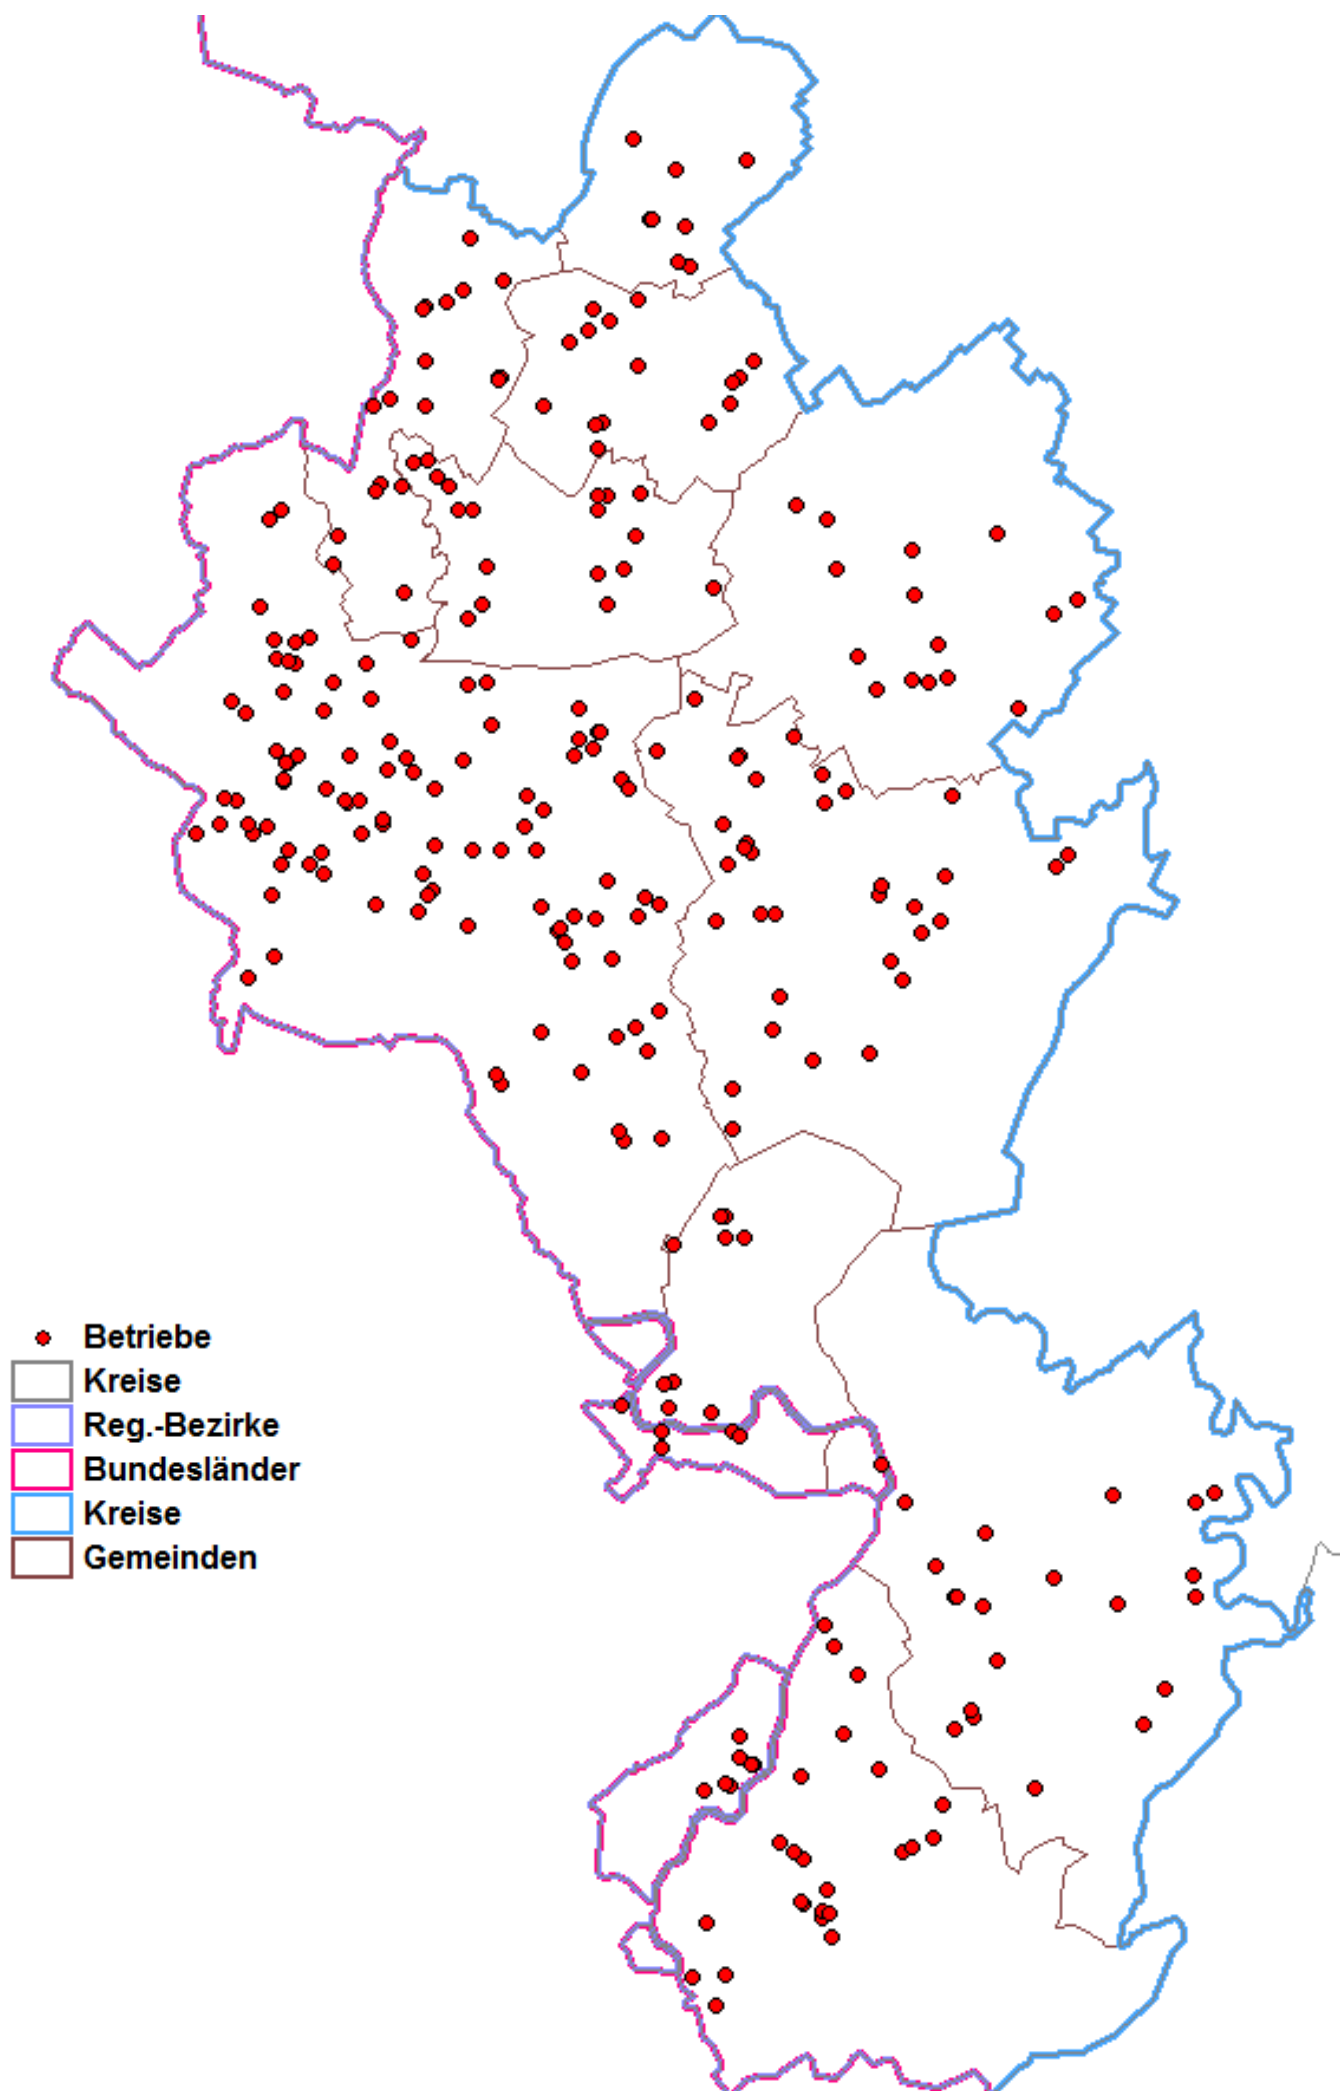 Betriebe
Kreise
Reg.-Bezirke
Bundesländer
Kreise
Gemeinden